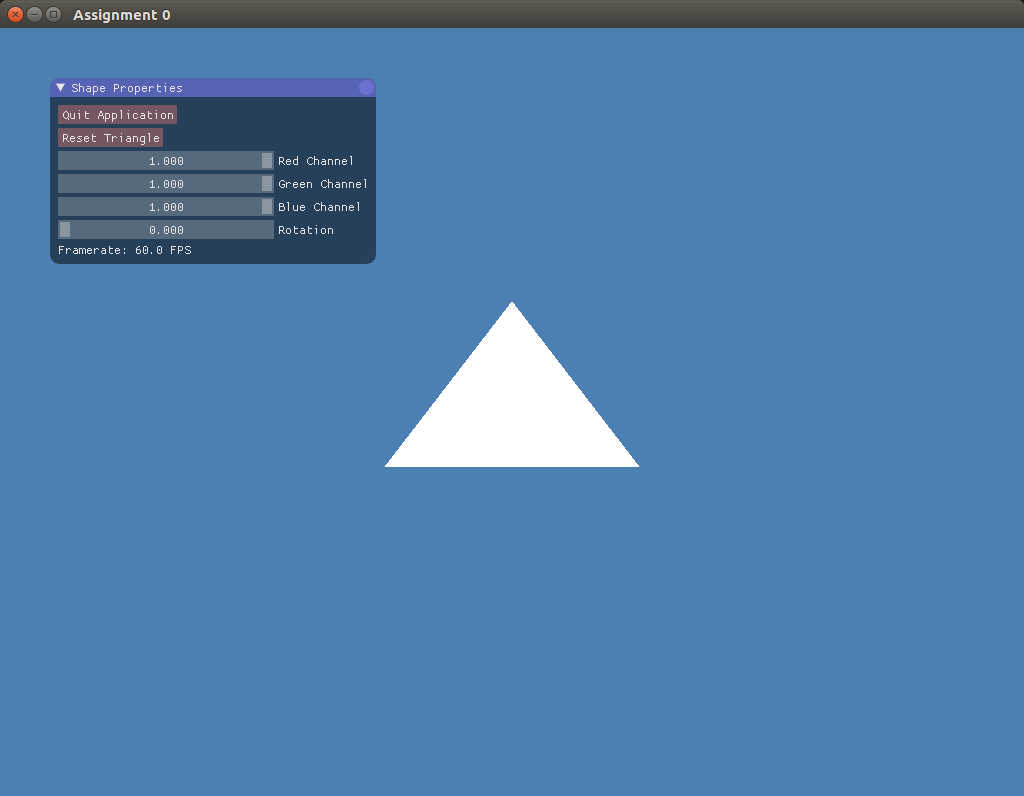 Assignment 0
Shape Properties
Quit Application
Reset Triangle
1.000 Red Channel
1.000 Green Channel
1.000 Blue Channel
0.000 Rotation
Framerate: 60.0 FPS